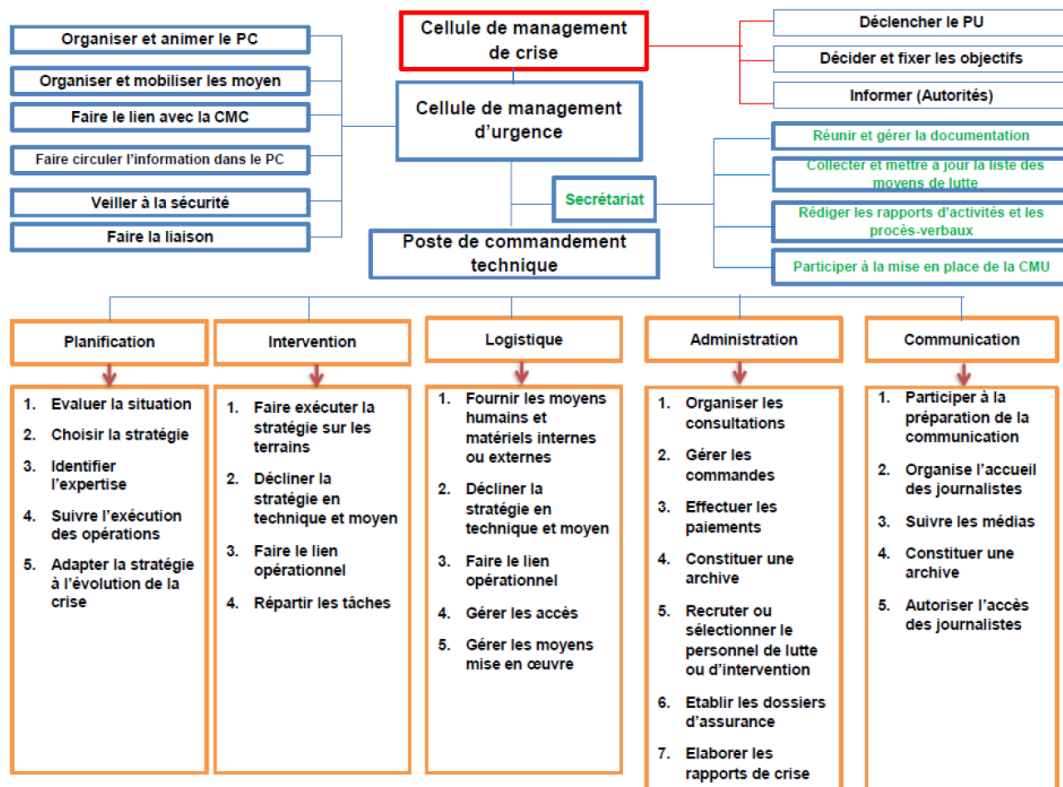 Cellule de management
de crise
Organiser et animer le PC
Organiser et mobiliser les moyen
Faire le lien avec la CMC
Faire circuler l'information dans le PC
Veiller à la sécurité
Faire la liaison
Cellule de management
d'urgence
Déclencher le PU
Décider et fixer les objectifs
Informer (Autorités)
Secrétariat
Réunir et gérer la documentation
Collecter et mettre a jour la liste des
moyens de lutte
Rédiger les rapports d'activités et les
procès-verbaux
Participer à la mise en place de la CMU
Poste de commandement
technique
Planification
1. Evaluer la situation
2. Choisir la stratégie
3. Identifier
l'expertise
4. Suivre l'exécution
des opérations
5. Adapter la stratégie
à l'évolution de la
crise
Intervention
1. Faire exécuter la
stratégie sur les
terrains
2. Décliner la
stratégie en
technique et moyen
3. Faire le lien
opérationnel
4. Répartir les tâches
Logistique
1. Fournir les moyens
humains et
matériels internes
ou externes
2. Décliner la
stratégie en
technique et moyen
3. Faire le lien
opérationnel
4. Gérer les accès
5. Gérer les moyens
mise en œuvre
Administration
1. Organiser les
consultations
2. Gérer les
commandes
3. Effectuer les
paiements
4. Constituer une
archive
5. Recruter ou
sélectionner le
personnel de lutte
ou d'intervention
6. Etablir les dossiers
d'assurance
7. Elaborer les
rapports de crise
Communication
1. Participer à la
préparation de la
communication
2. Organise l'accueil
des journalistes
3. Suivre les médias
4. Constituer une
archive
5. Autoriser l'accès
des journalistes